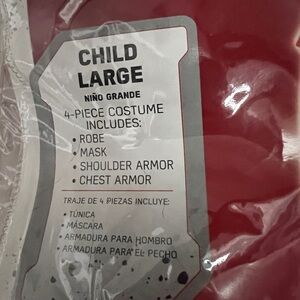 CHILD
LARGE
NIÑO GRANDE
4-PIECE COSTUME
INCLUDES:
• ROBE
• MASK
• SHOULDER ARMOR
• CHEST ARMOR
TRAJE DE 4 PIEZAS INCLUYE:
• TÚNICA
• MÁSCARA
• ARMADURA PARA HOMBRO
• ARMADURA PARA EL PECHO